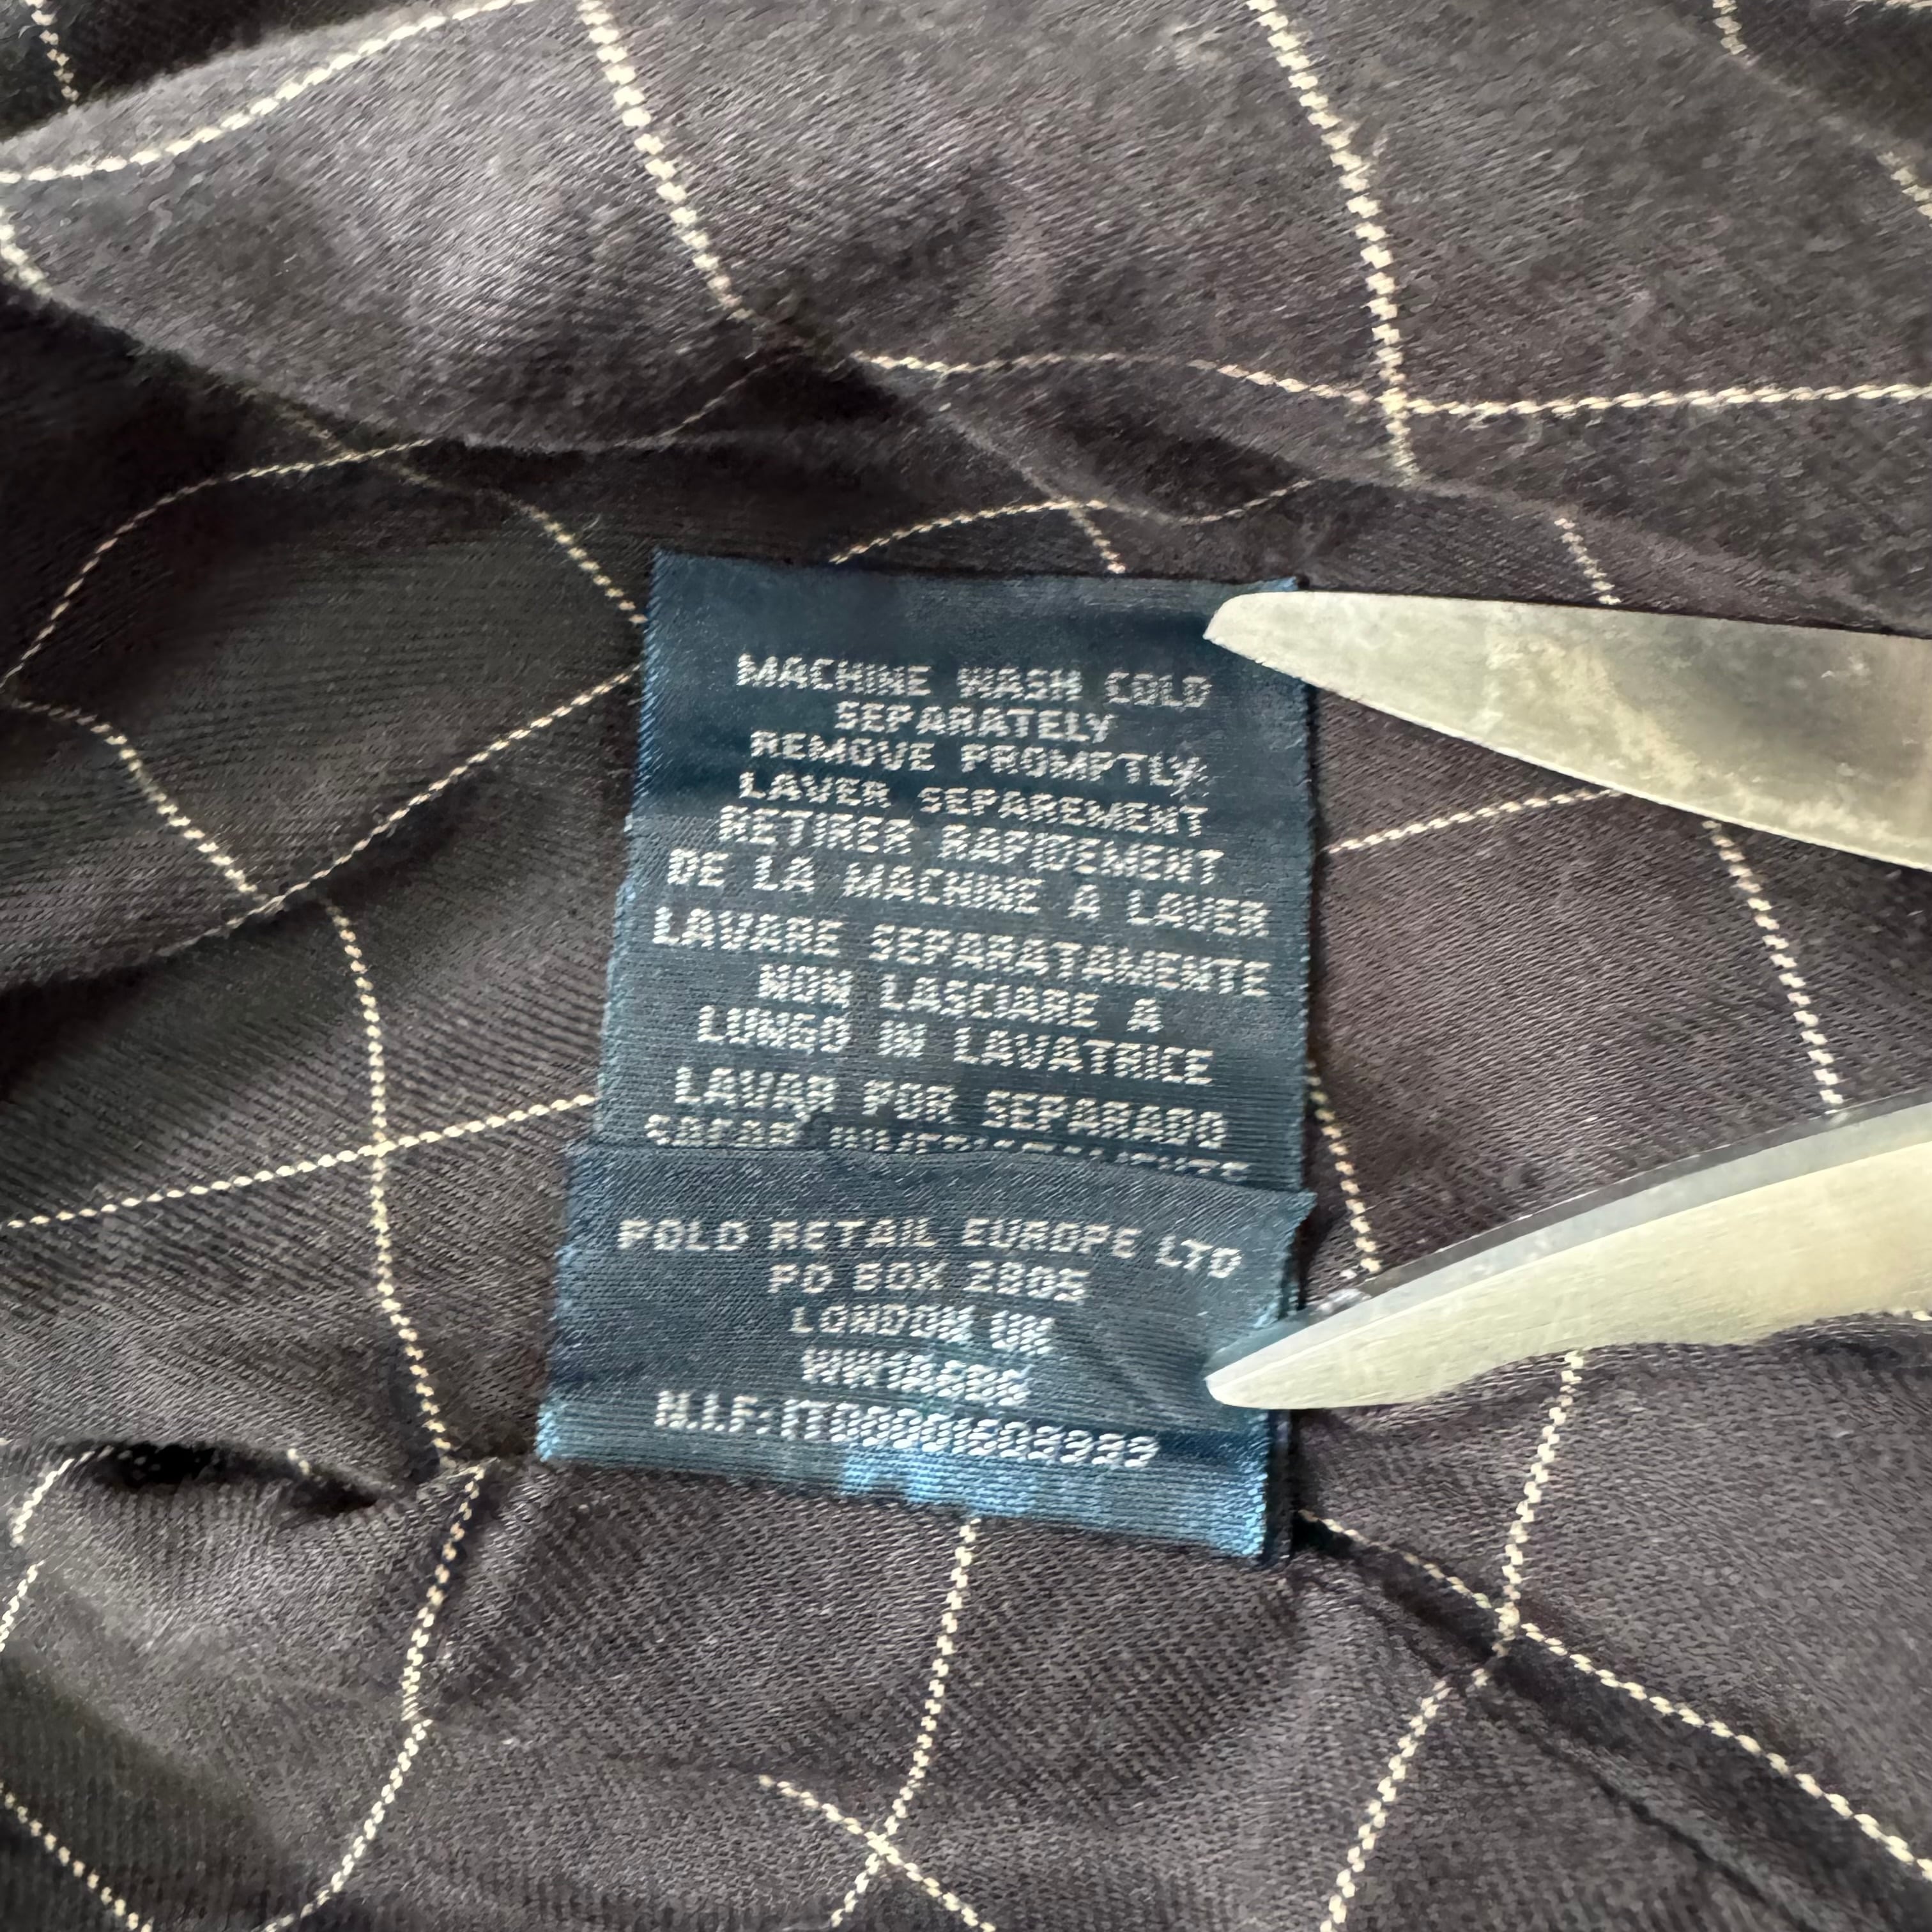 MACHINE WASH COLD
SEPARATELY
REMOVE PROMPTLY
LAVER SEPAREMENT
RETIRER RAPIDEMENT
DE LA MACHINE A LAVER
LAVARE SEPARATAMENTE
NON LASCIARE A
LUNGO IN LAVATRICE
LAVAR POR SEPARADO
POLO RETAIL EUROPE LTD
PO BOX 2805
LONDON UK
N.I.F: